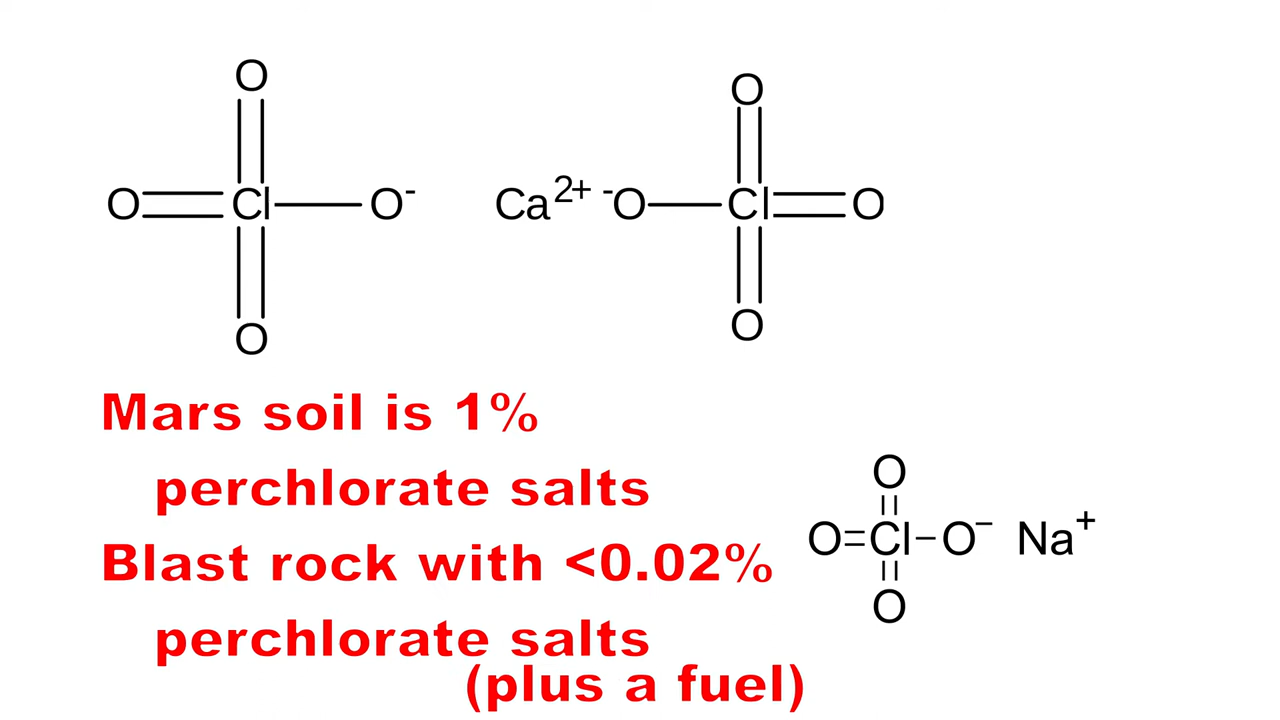 O
O=Cl-O⁻ Ca²⁺ ⁻O-Cl=O
O
O
O
Mars soil is 1%
perchlorate salts
Blast rock with <0.02%
perchlorate salts
(plus a fuel)
O
O=Cl-O⁻ Na⁺
O